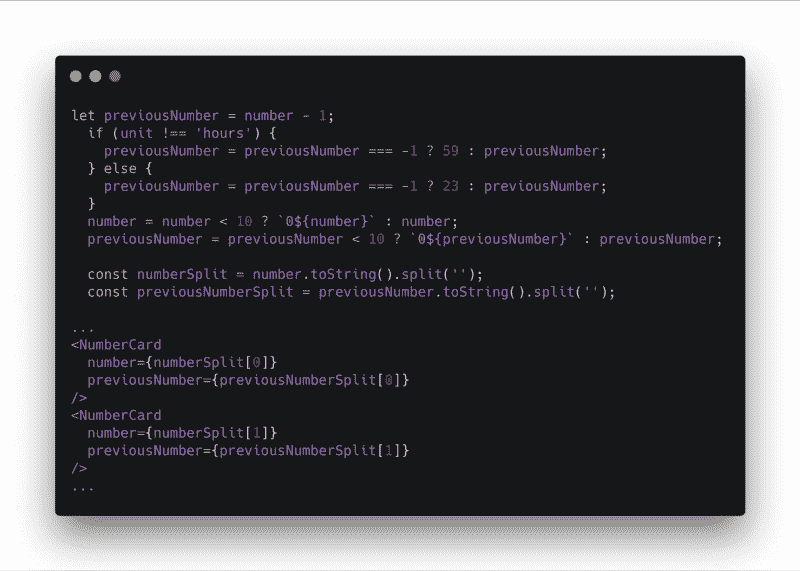 let previousNumber = number - 1;
  if (unit !== 'hours') {
    previousNumber = previousNumber === -1 ? 59 : previousNumber;
  } else {
    previousNumber = previousNumber === -1 ? 23 : previousNumber;
  }
  number = number < 10 ? `0${number}` : number;
  previousNumber = previousNumber < 10 ? `0${previousNumber}` : previousNumber;

  const numberSplit = number.toString().split('');
  const previousNumberSplit = previousNumber.toString().split('');

...
<NumberCard
  number={numberSplit[0]}
  previousNumber={previousNumberSplit[0]}
/>
<NumberCard
  number={numberSplit[1]}
  previousNumber={previousNumberSplit[1]}
/>
...